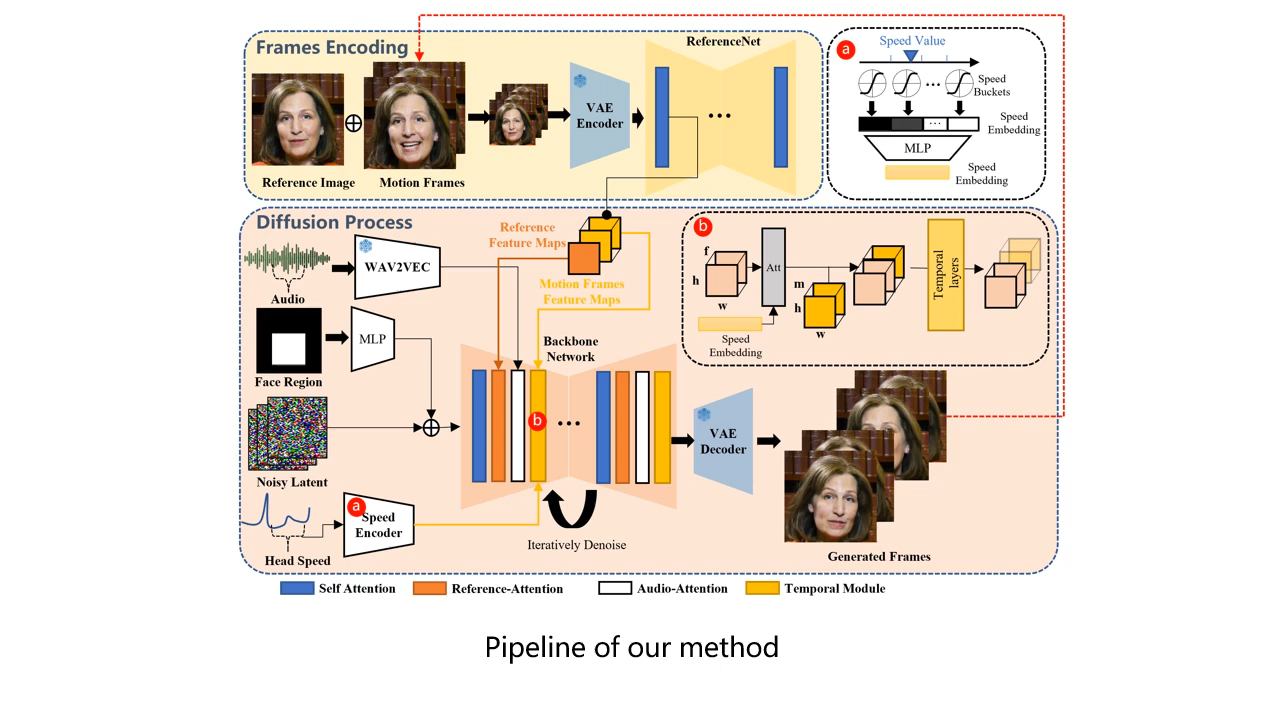 Frames Encoding
ReferenceNet
VAE
Encoder
Reference Image
Motion Frames
a
Speed Value
Speed
Buckets
...
Speed
Embedding
MLP
Speed
Embedding
Diffusion Process
Reference
Feature Maps
Motion Frames
Feature Maps
WAV2VEC
Audio
MLP
Face Region
Noisy Latent
a
Speed
Encoder
Head Speed
Backbone
Network
b
...
Iteratively Denoise
b
f
h
w
Att
Speed
Embedding
m
h
w
Temporal
layers
VAE
Decoder
Generated Frames
Self Attention
Reference-Attention
Audio-Attention
Temporal Module
Pipeline of our method